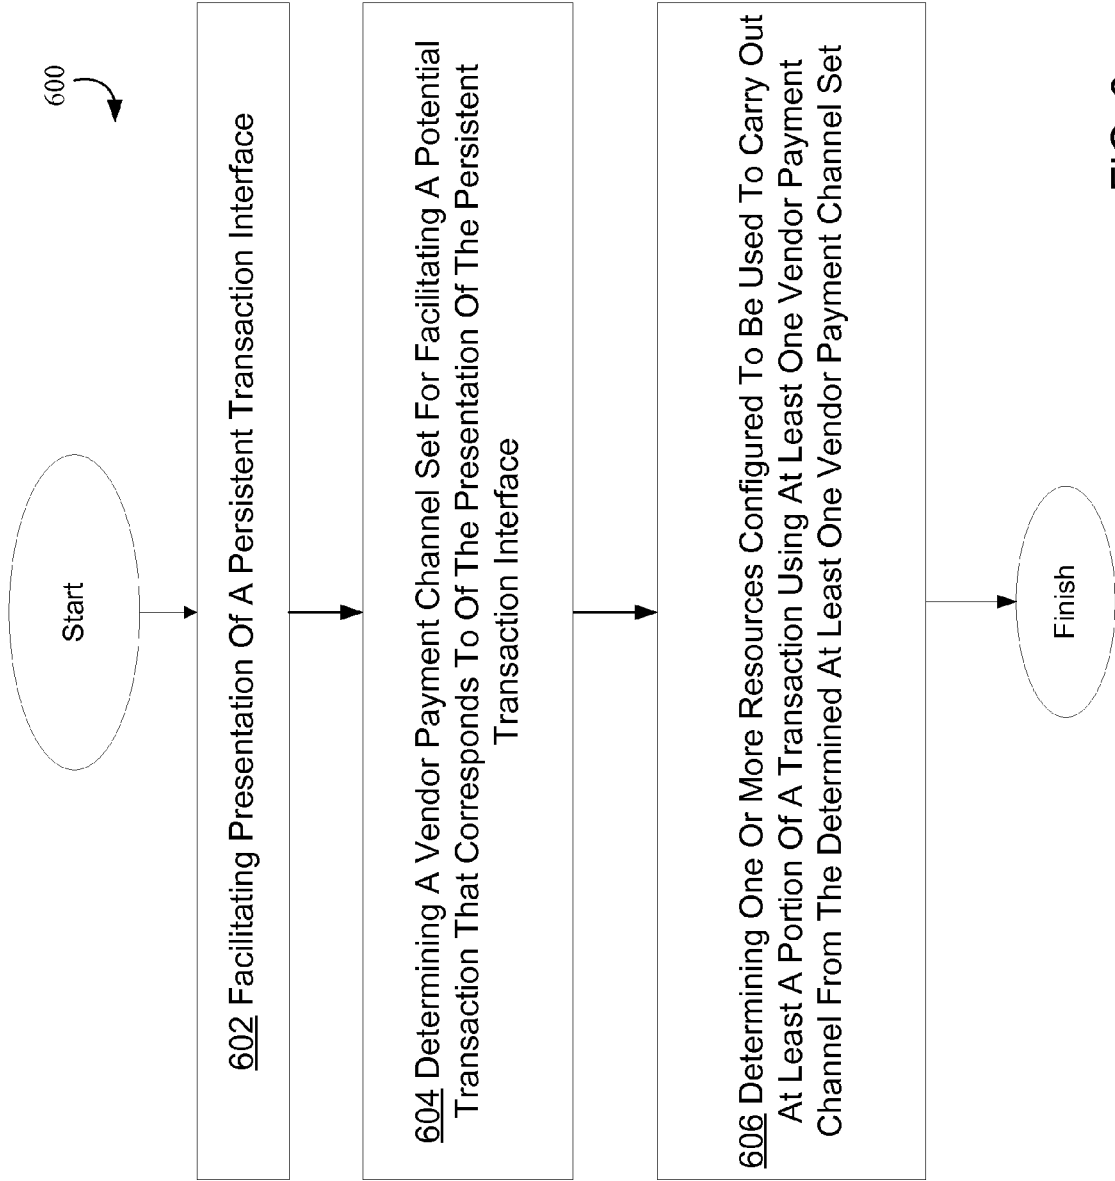 600
Start
602 Facilitating Presentation Of A Persistent Transaction Interface
604 Determining A Vendor Payment Channel Set For Facilitating A Potential
Transaction That Corresponds To Of The Presentation Of The Persistent
Transaction Interface
606 Determining One Or More Resources Configured To Be Used To Carry Out
At Least A Portion Of A Transaction Using At Least One Vendor Payment
Channel From The Determined At Least One Vendor Payment Channel Set
Finish